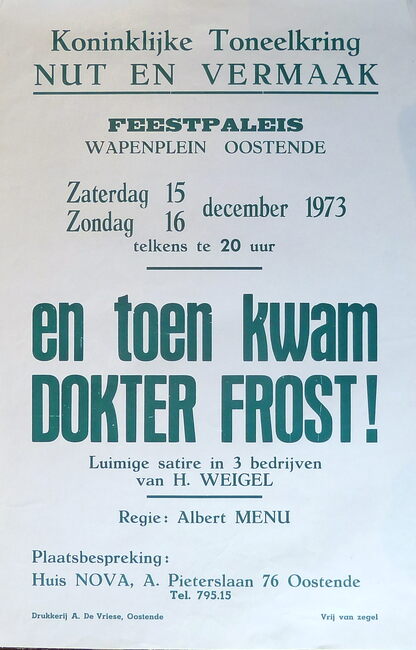 Koninklijke Toneelkring
NUT EN VERMAAK
FEESTPALEIS
WAPENPLEIN OOSTENDE
Zaterdag 15
Zondag 16
december 1973
telkens te 20 uur
en toen kwam
DOKTER FROST!
Luimige satire in 3 bedrijven
van H. WEIGEL
Regie: Albert MENU
Plaatsbespreking:
Huis NOVA, A. Pieterslaan 76 Oostende
Tel. 795.15
Drukkerij A. De Vriese, Oostende
Vrij van zegel